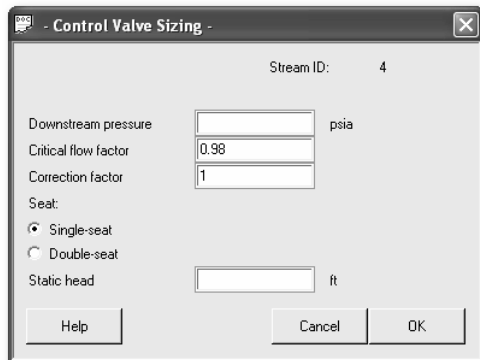 DOC
- Control Valve Sizing -
Stream ID: 4
Downstream pressure psia
Critical flow factor 0.98
Correction factor 1
Seat:
Single-seat
Double-seat
Static head ft
Help Cancel OK